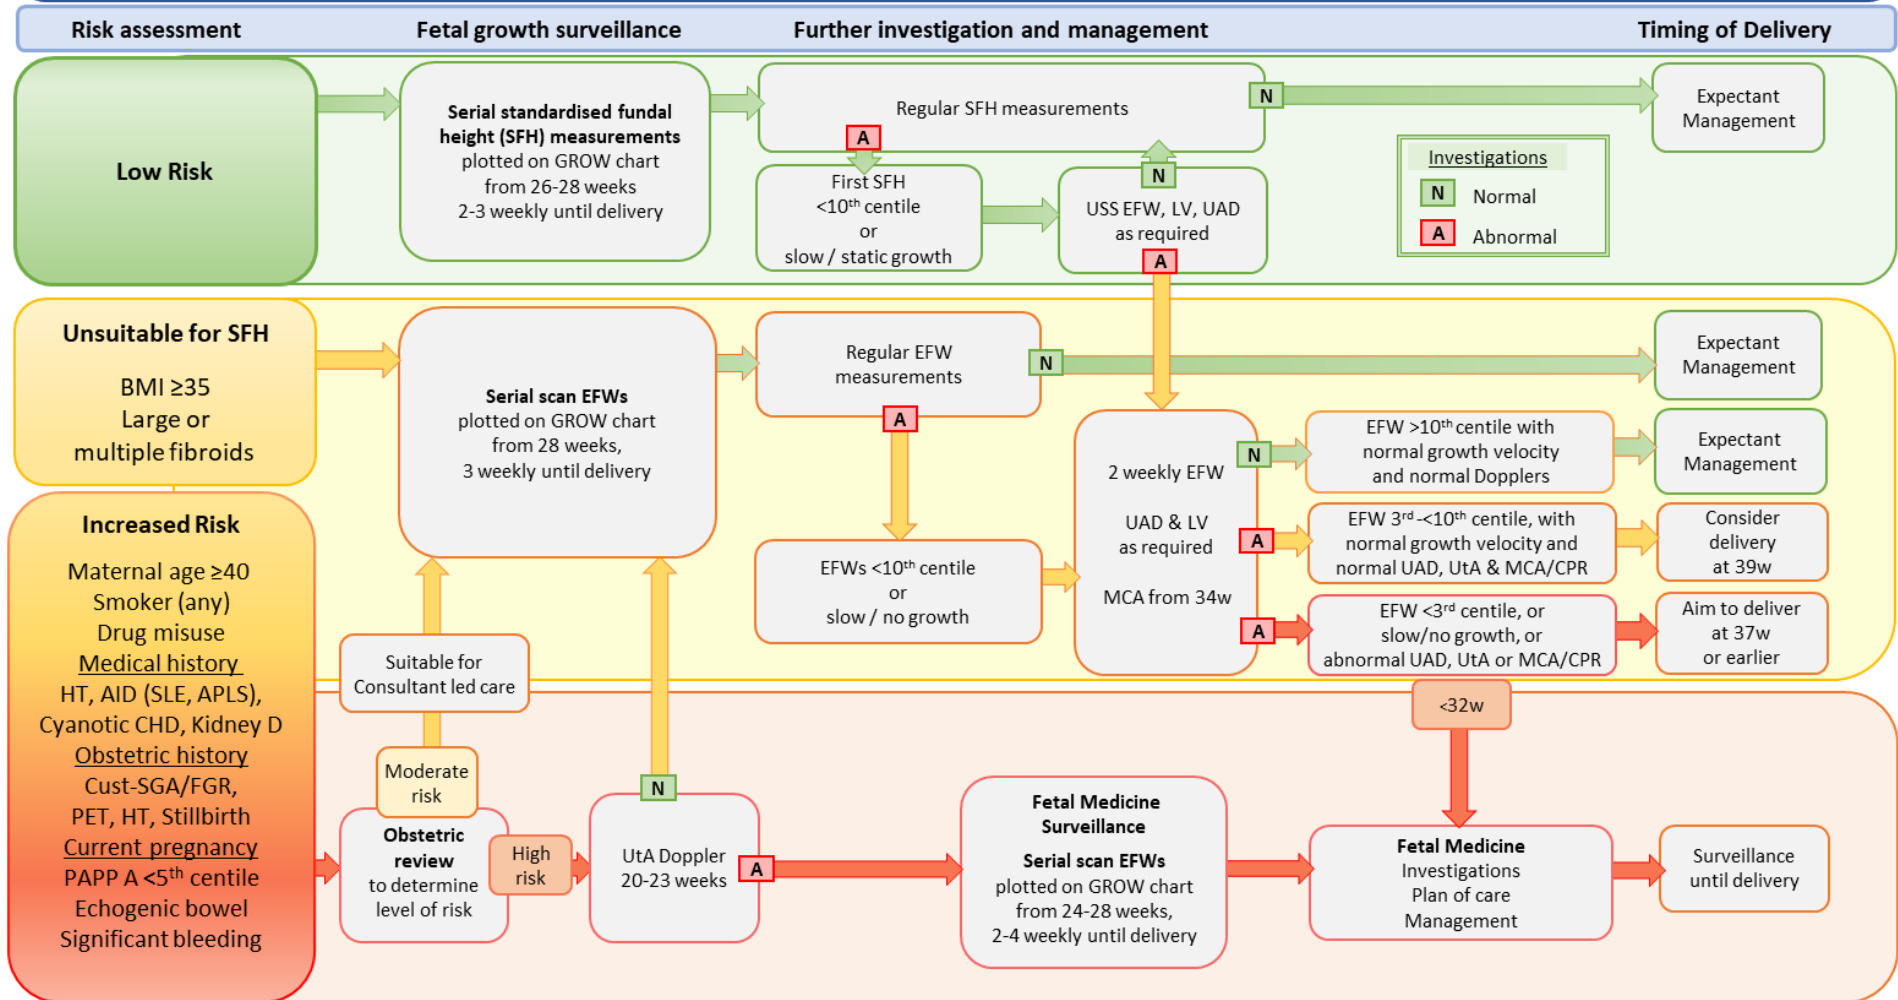 Risk assessment
Fetal growth surveillance
Further investigation and management
Timing of Delivery
Low Risk
Serial standardised fundal
height (SFH) measurements
plotted on GROW chart
from 26-28 weeks
2-3 weekly until delivery
Regular SFH measurements
N
A
Expectant
Management
First SFH
<10th centile
or
slow / static growth
N
USS EFW, LV, UAD
as required
A
Investigations
N Normal
A Abnormal
Unsuitable for SFH
BMI ≥35
Large or
multiple fibroids
Serial scan EFWs
plotted on GROW chart
from 28 weeks,
3 weekly until delivery
Regular EFW
measurements
N
A
Expectant
Management
EFWs <10th centile
or
slow / no growth
2 weekly EFW
UAD & LV
as required
MCA from 34w
N
EFW >10th centile with
normal growth velocity
and normal Dopplers
Expectant
Management
A
EFW 3rd -<10th centile, with
normal growth velocity and
normal UAD, UtA & MCA/CPR
Consider
delivery
at 39w
A
EFW <3rd centile, or
slow/no growth, or
abnormal UAD, UtA or MCA/CPR
Aim to deliver
at 37w
or earlier
Increased Risk
Maternal age ≥40
Smoker (any)
Drug misuse
Medical history
HT, AID (SLE, APLS),
Cyanotic CHD, Kidney D
Obstetric history
Cust-SGA/FGR,
PET, HT, Stillbirth
Current pregnancy
PAPP A <5th centile
Echogenic bowel
Significant bleeding
Suitable for
Consultant led care
Moderate
risk
Obstetric
review
to determine
level of risk
High
risk
N
UtA Doppler
20-23 weeks
A
Fetal Medicine
Surveillance
Serial scan EFWs
plotted on GROW chart
from 24-28 weeks,
2-4 weekly until delivery
<32w
Fetal Medicine
Investigations
Plan of care
Management
Surveillance
until delivery